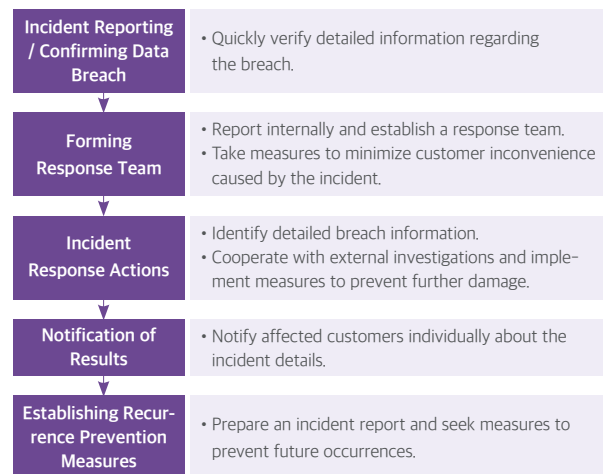 Incident Reporting
/ Confirming Data
Breach
• Quickly verify detailed information regarding
the breach.
Forming
Response Team
• Report internally and establish a response team.
• Take measures to minimize customer inconvenience
caused by the incident.
Incident
Response Actions
• Identify detailed breach information.
• Cooperate with external investigations and imple-
ment measures to prevent further damage.
Notification of
Results
• Notify affected customers individually about the
incident details.
Establishing Recur-
rence Prevention
Measures
• Prepare an incident report and seek measures to
prevent future occurrences.